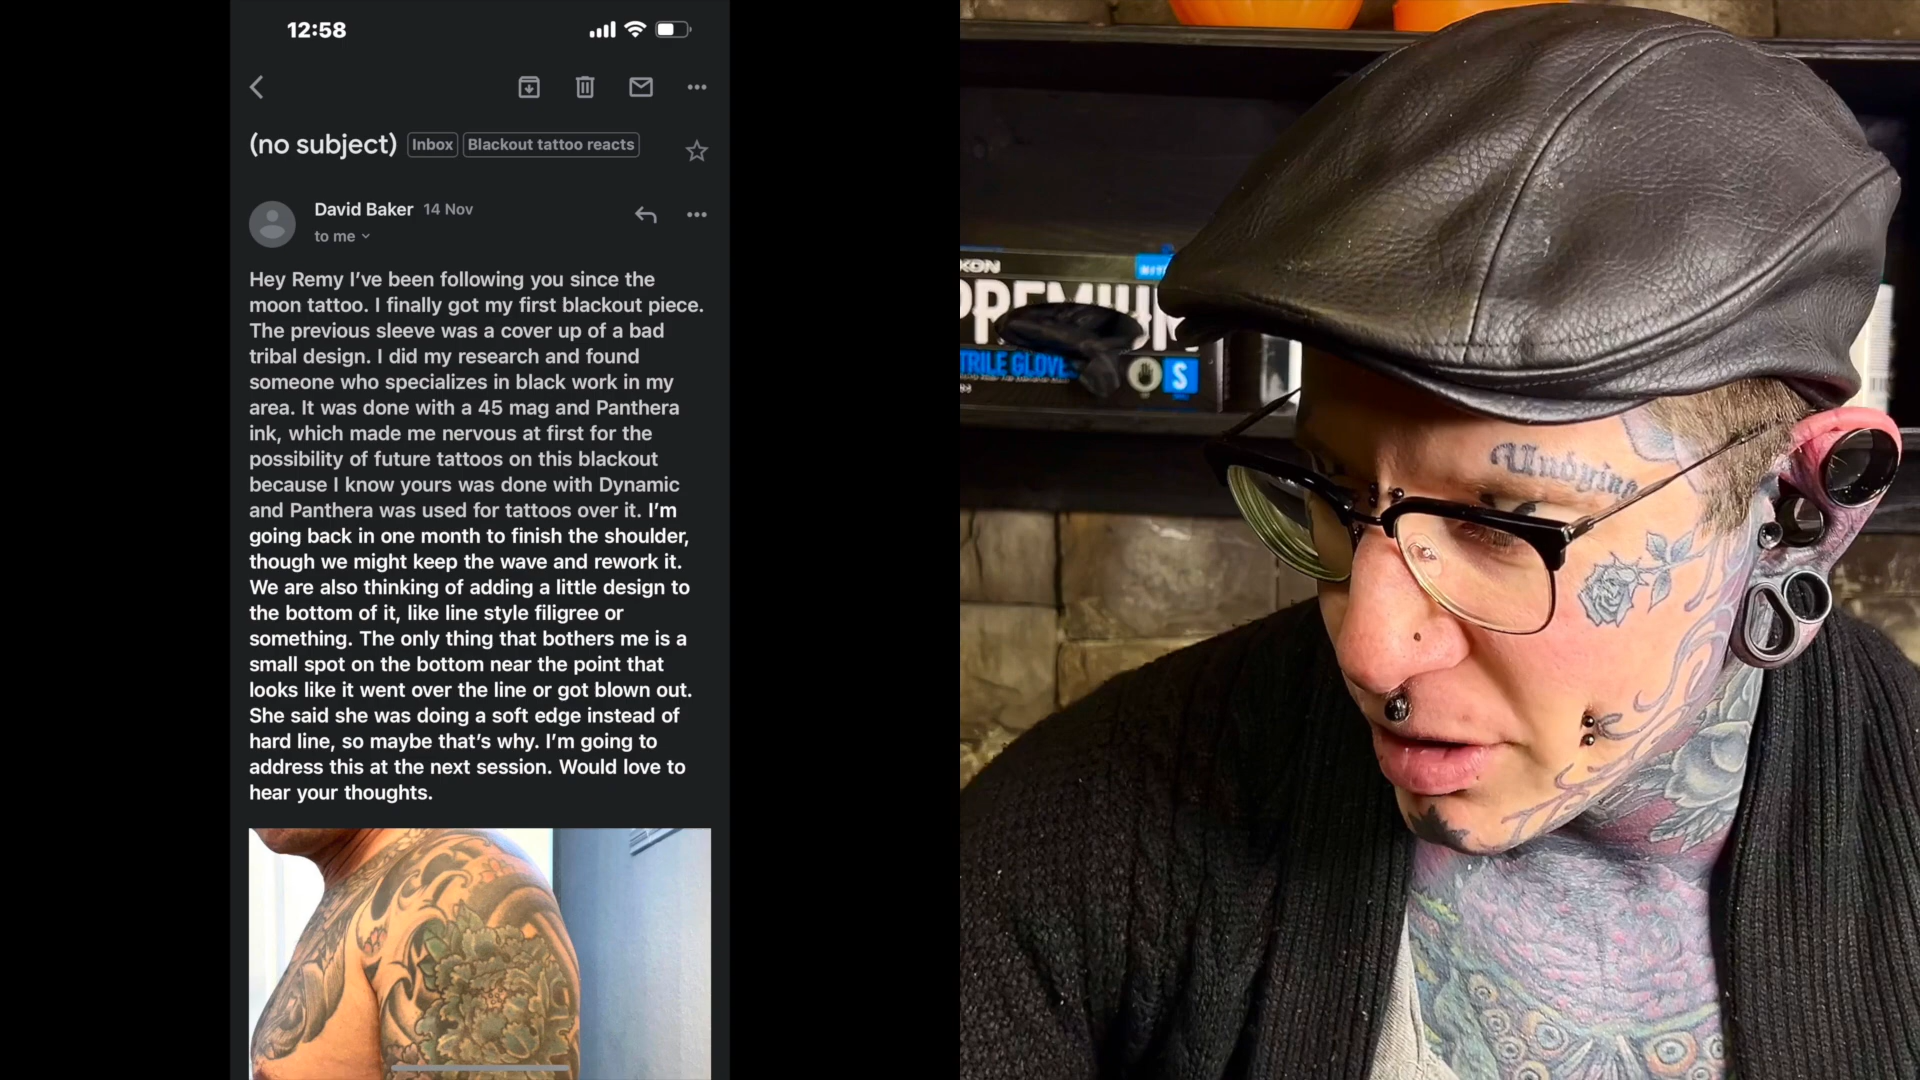 12:58
(no subject) Inbox Blackout tattoo reacts
David Baker 14 Nov
to me
Hey Remy I’ve been following you since the
moon tattoo. I finally got my first blackout piece.
The previous sleeve was a cover up of a bad
tribal design. I did my research and found
someone who specializes in black work in my
area. It was done with a 45 mag and Panthera
ink, which made me nervous at first for the
possibility of future tattoos on this blackout
because I know yours was done with Dynamic
and Panthera was used for tattoos over it. I’m
going back in one month to finish the shoulder,
though we might keep the wave and rework it.
We are also thinking of adding a little design to
the bottom of it, like line style filigree or
something. The only thing that bothers me is a
small spot on the bottom near the point that
looks like it went over the line or got blown out.
She said she was doing a soft edge instead of
hard line, so maybe that’s why. I’m going to
address this at the next session. Would love to
hear your thoughts.
Undying
S